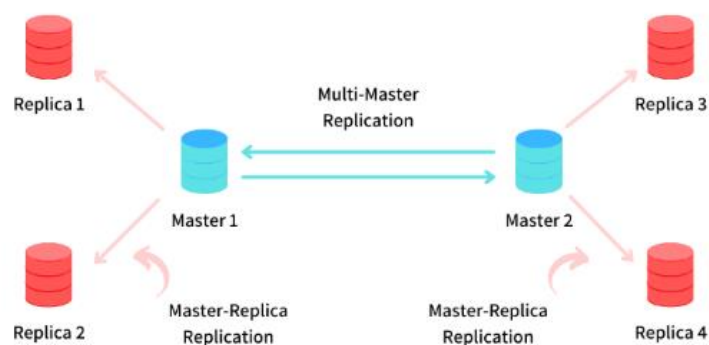 Replica 1
Multi-Master
Replication
Replica 3
Master 1
Master 2
Replica 2
Master-Replica
Replication
Master-Replica
Replication
Replica 4